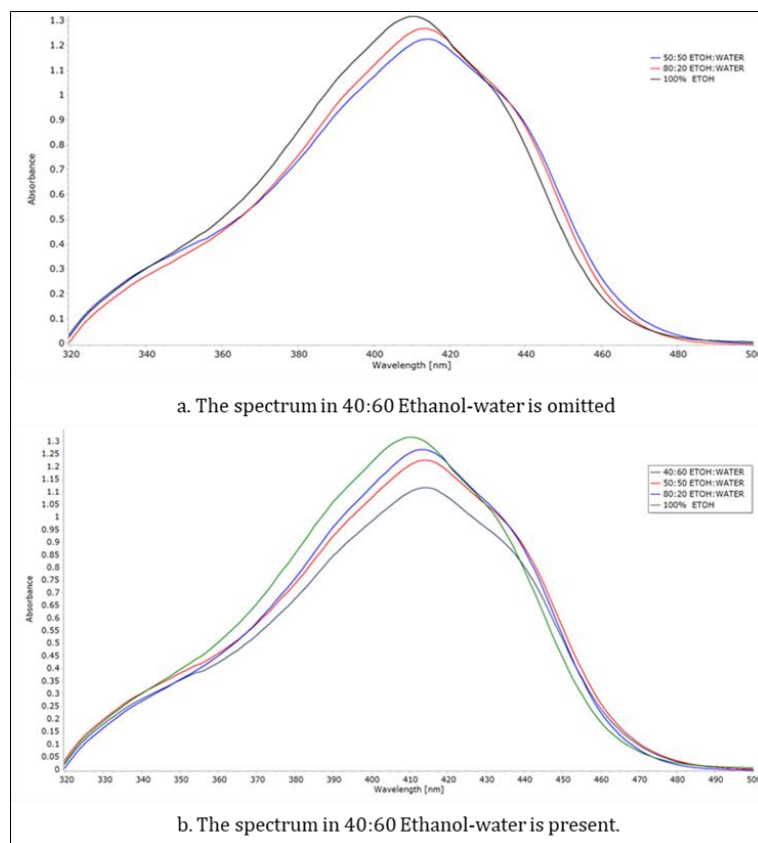 1.3
1.2
1.1
1
0.9
0.8
0.7
0.6
0.5
0.4
0.3
0.2
0.1
0
Absorbance
50:50 ETOH:WATER
80:20 ETOH:WATER
100% ETOH
320 340 360 380 400 420 440 460 480 500
Wavelength [nm]
a. The spectrum in 40:60 Ethanol-water is omitted
1.3
1.25
1.2
1.15
1.1
1.05
1
0.95
0.9
0.85
0.8
0.75
0.7
0.65
0.6
0.55
0.5
0.45
0.4
0.35
0.3
0.25
0.2
0.15
0.1
0.05
0
Absorbance
40:60 ETOH:WATER
50:50 ETOH:WATER
80:20 ETOH:WATER
100% ETOH
320 330 340 350 360 370 380 390 400 410 420 430 440 450 460 470 480 490 500
Wavelength [nm]
b. The spectrum in 40:60 Ethanol-water is present.